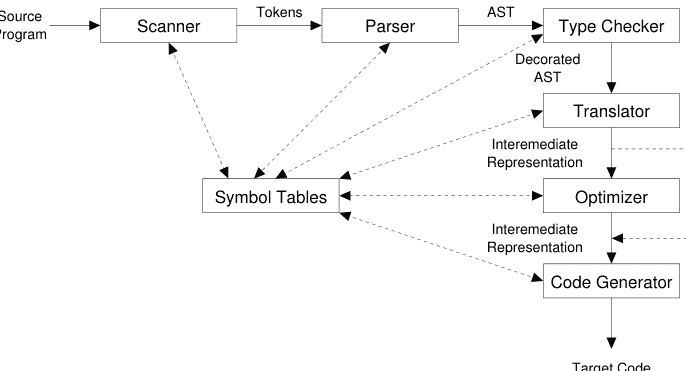 Source
Program
Scanner
Tokens
Parser
AST
Type Checker
Decorated
AST
Translator
Interemediate
Representation
Symbol Tables
Optimizer
Interemediate
Representation
Code Generator
Target Code